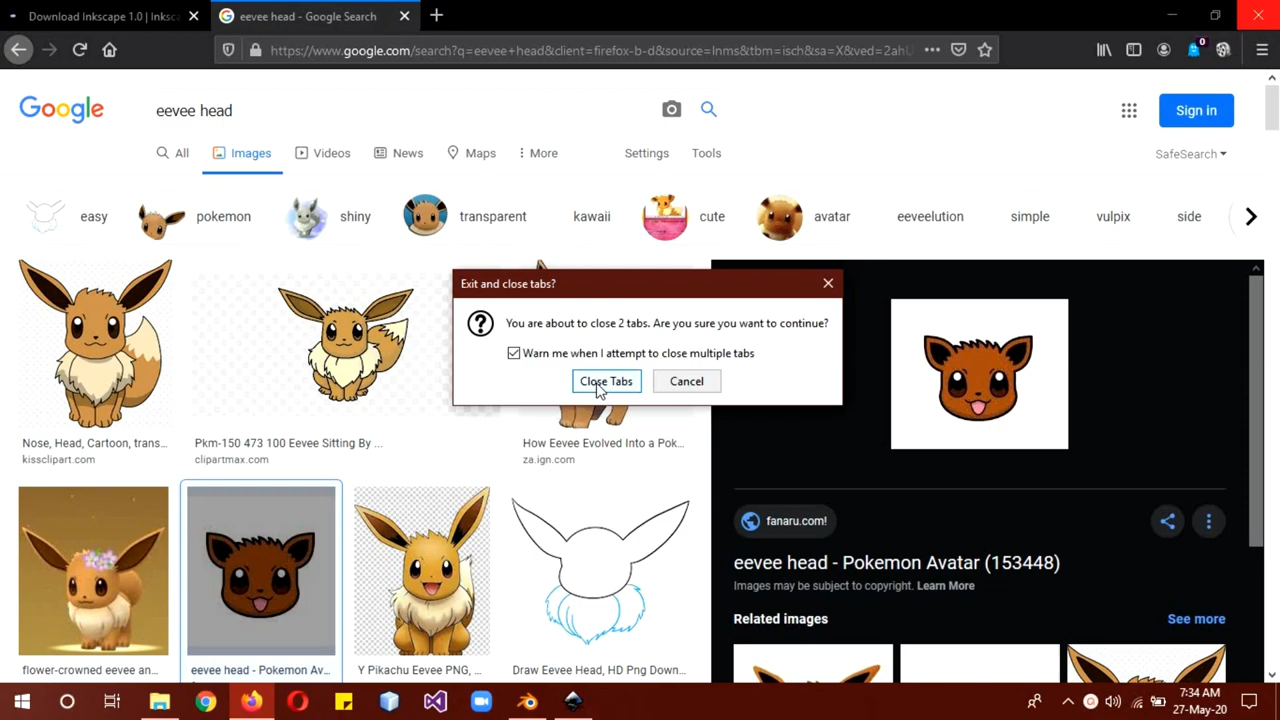 Download Inkscape 1.0 | Inksca
eevee head - Google Search
https://www.google.com/search?q=eevee+head&client=firefox-b-d&source=lnms&tbm=isch&sa=X&ved=2ahU
0
Google
eevee head
Sign in
All
Images
Videos
News
Maps
More
Settings
Tools
SafeSearch
easy
pokemon
shiny
transparent
kawaii
cute
avatar
eeveelution
simple
vulpix
side
Exit and close tabs?
You are about to close 2 tabs. Are you sure you want to continue?
Warn me when I attempt to close multiple tabs
Close Tabs
Cancel
Nose, Head, Cartoon, trans...
kissclipart.com
Pkm-150 473 100 Eevee Sitting By ...
clipartmax.com
How Eevee Evolved Into a Pok...
za.ign.com
fanaru.com!
eevee head - Pokemon Avatar (153448)
Images may be subject to copyright. Learn More
Related images
See more
flower-crowned eevee an...
eevee head - Pokemon Av...
Y Pikachu Eevee PNG, ...
Draw Eevee Head, HD Png Down...
7:34 AM
27-May-20